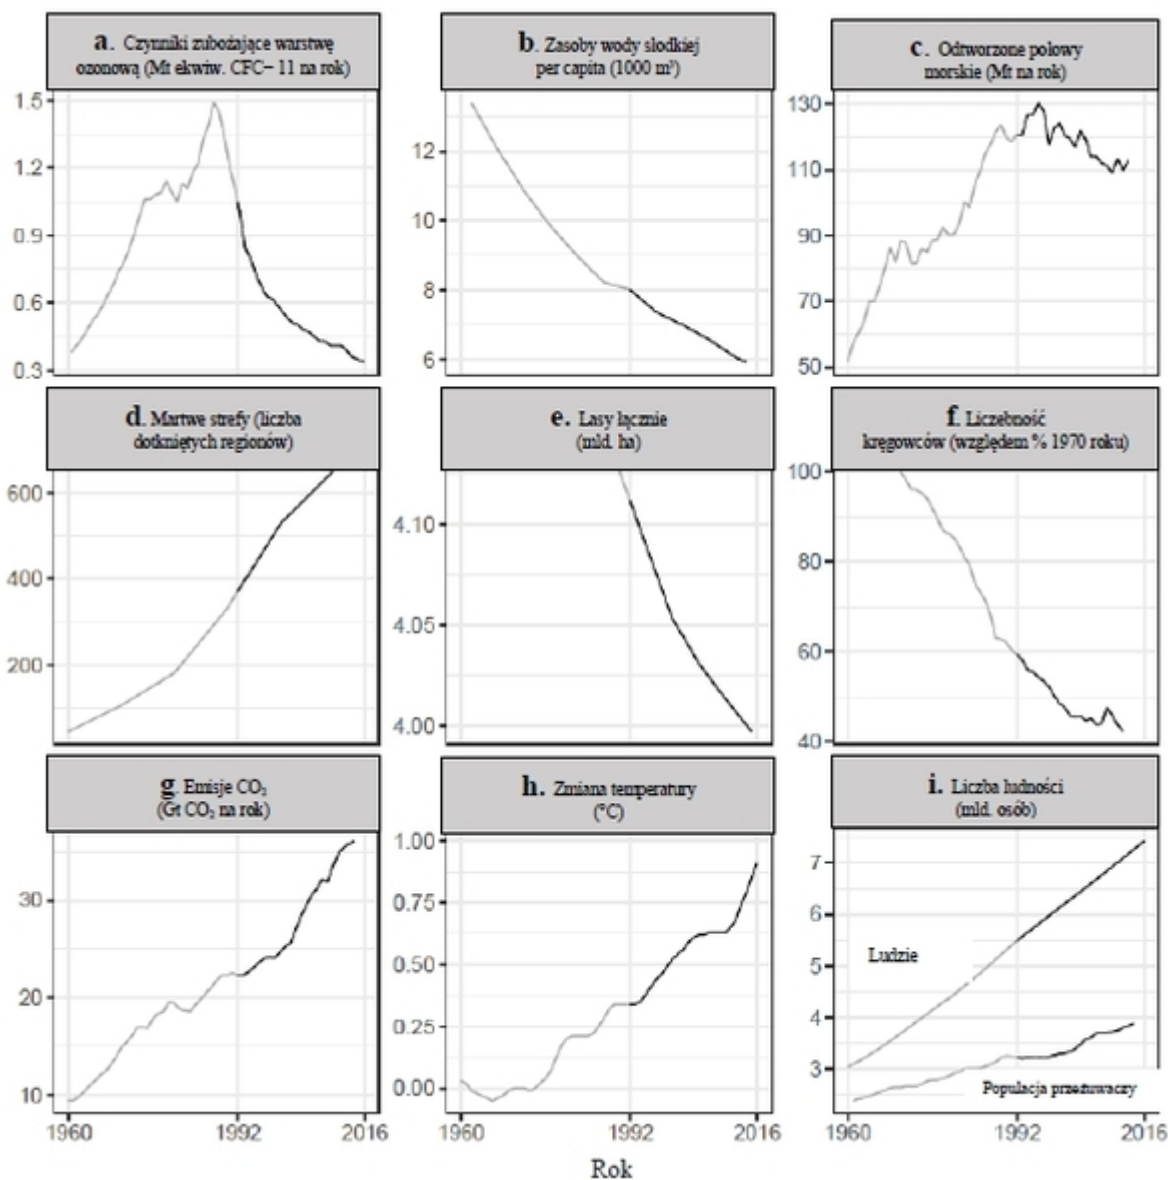 a. Czynniki zubożające warstwę
ozonową (Mt ekwiw. CFC– 11 na rok)
b. Zasoby wody słodkiej
per capita (1000 m³)
c. Odtworzone połowy
morskie (Mt na rok)
1.5
1.2
0.9
0.6
0.3
12
10
8
6
130
110
90
70
50
d. Martwe strefy (liczba
dotkniętych regionów)
e. Lasy łącznie
(mld. ha)
f. Liczebność
kręgowców (względem % 1970 roku)
600
400
200
4.10
4.05
4.00
100
80
60
40
g. Emisje CO₂
(Gt CO₂ na rok)
h. Zmiana temperatury
(°C)
i. Liczba ludności
(mld. osób)
30
20
10
1.00
0.75
0.50
0.25
0.00
7
6
5
4
3
Ludzie
Populacja przeżuwaczy
1960 1992 2016
1960 1992 2016
1960 1992 2016
Rok